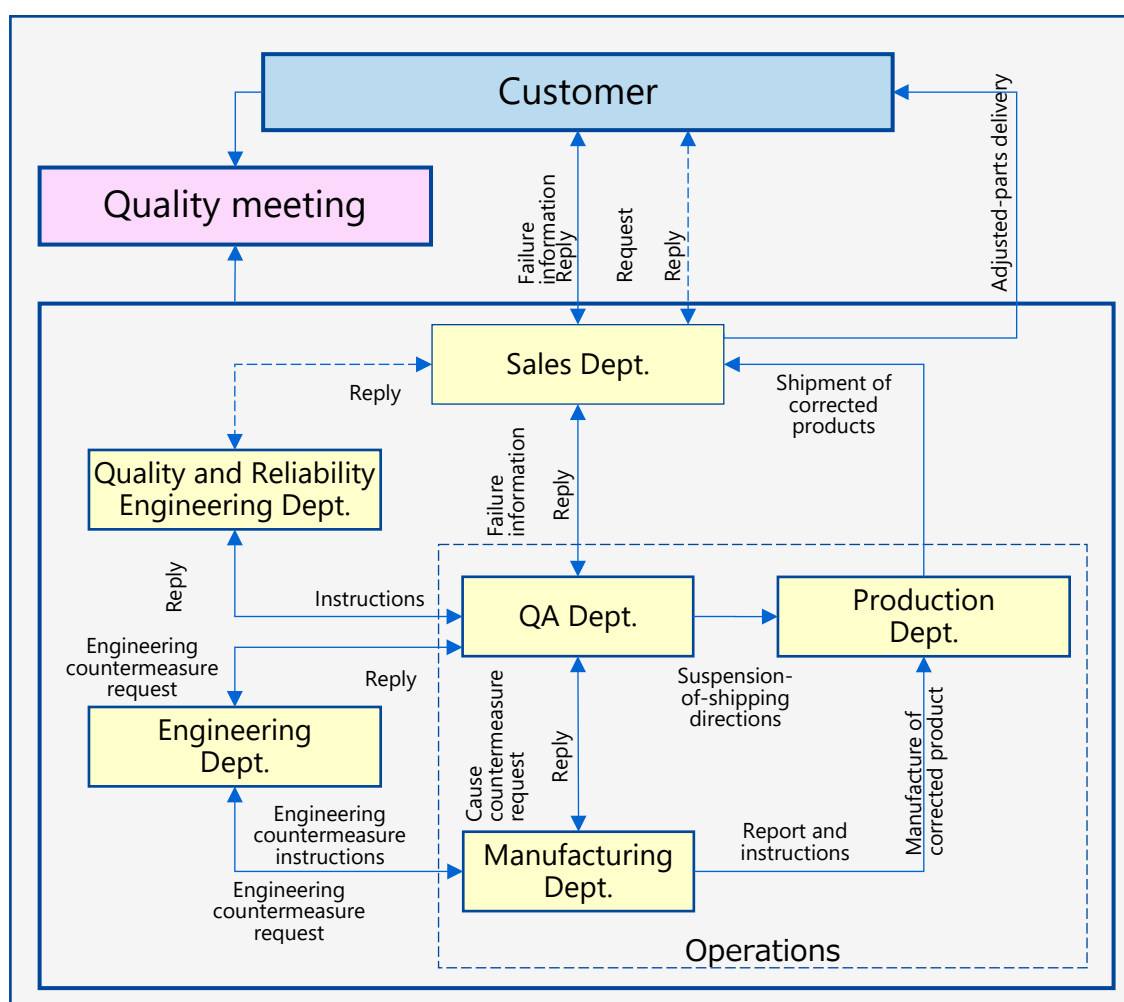 Customer
Quality meeting
Failure
information
Reply
Request
Reply
Adjusted-parts delivery
Sales Dept.
Reply
Shipment of
corrected
products
Quality and Reliability
Engineering Dept.
Failure
information
Reply
Reply
Instructions
QA Dept.
Production
Dept.
Engineering
countermeasure
request
Reply
Suspension-
of-shipping
directions
Engineering
Dept.
Cause
countermeasure
request
Reply
Manufacture of
corrected product
Engineering
countermeasure
instructions
Manufacturing
Dept.
Report and
instructions
Engineering
countermeasure
request
Operations